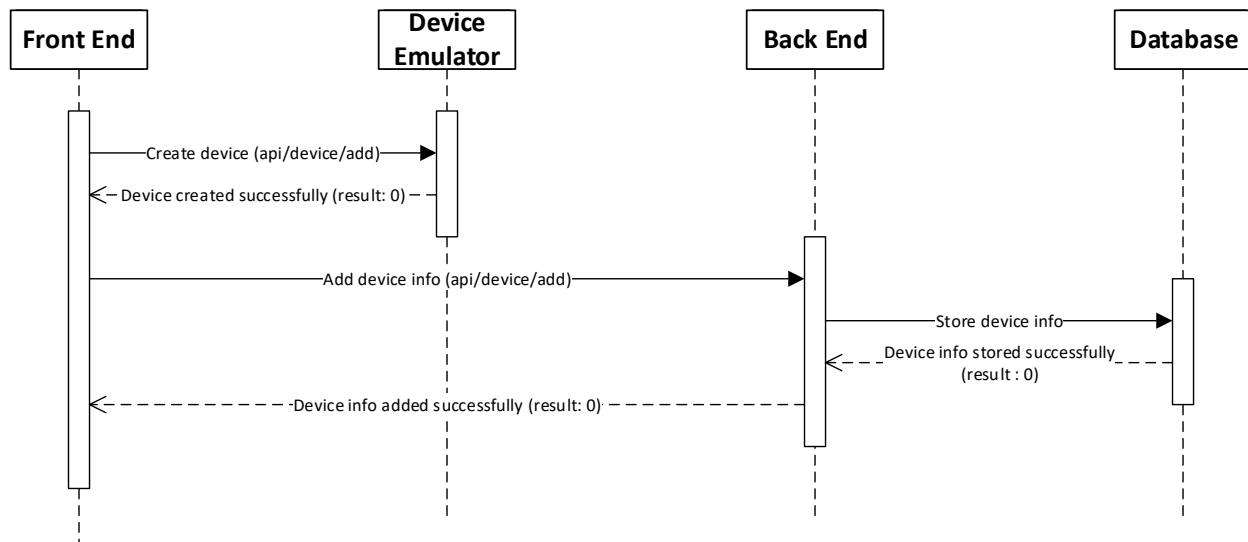 Front End
Device
Emulator
Back End
Database
Create device (api/device/add)
Device created successfully (result: 0)
Add device info (api/device/add)
Store device info
Device info stored successfully
(result : 0)
Device info added successfully (result: 0)